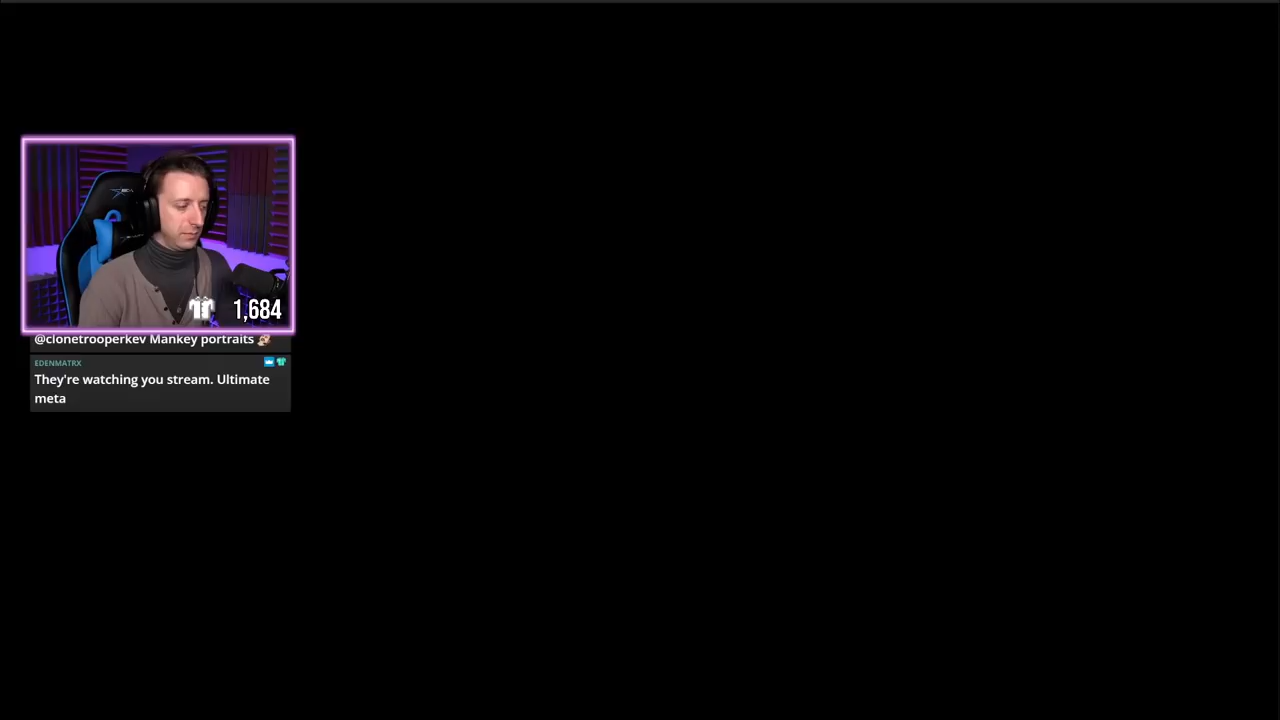 1,684
@clonetrooperkev Mankey portraits
EDENMATRX
They're watching you stream. Ultimate
meta